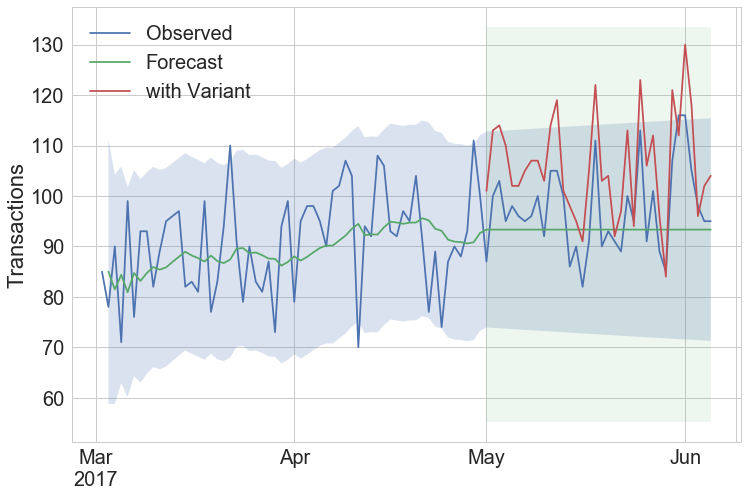 Observed
Forecast
with Variant
Transactions
130
120
110
100
90
80
70
60
Mar
2017
Apr
May
Jun